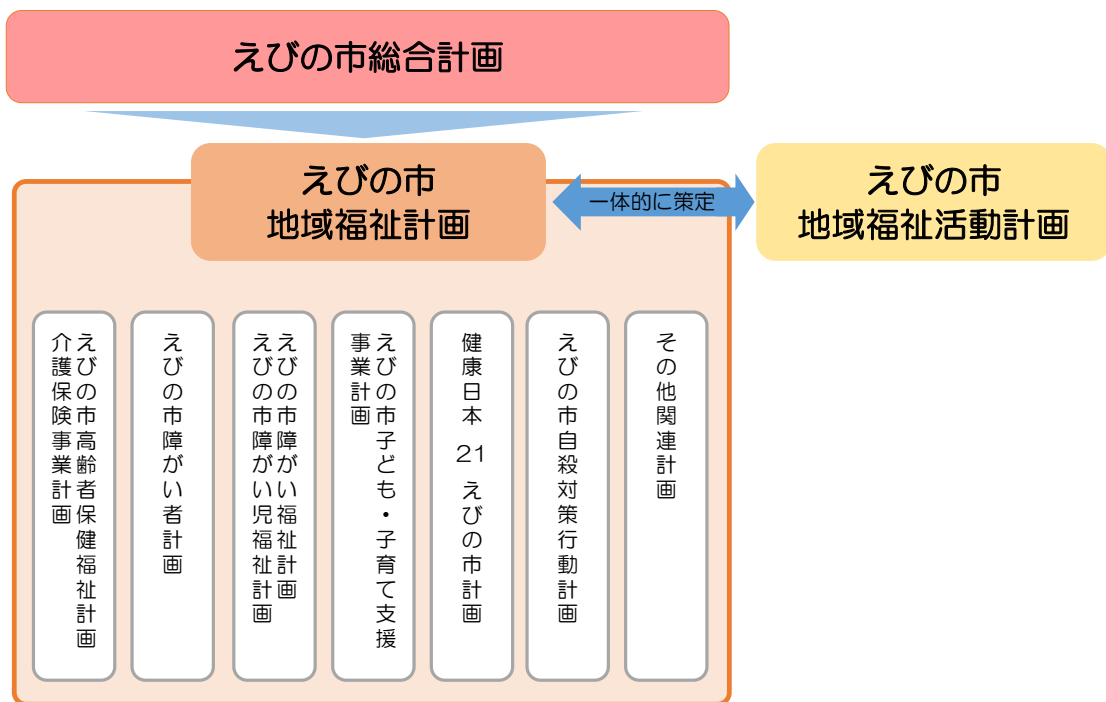 えびの市総合計画
えびの市
地域福祉計画
一体的に策定
えびの市
地域福祉活動計画
えびの市高齢者保健福祉計画
介護保険事業計画
えびの市障がい者計画
えびの市障がい福祉計画
えびの市障がい児福祉計画
えびの市子ども・子育て支援
事業計画
健康日本 21 えびの市計画
えびの市自殺対策行動計画
その他関連計画